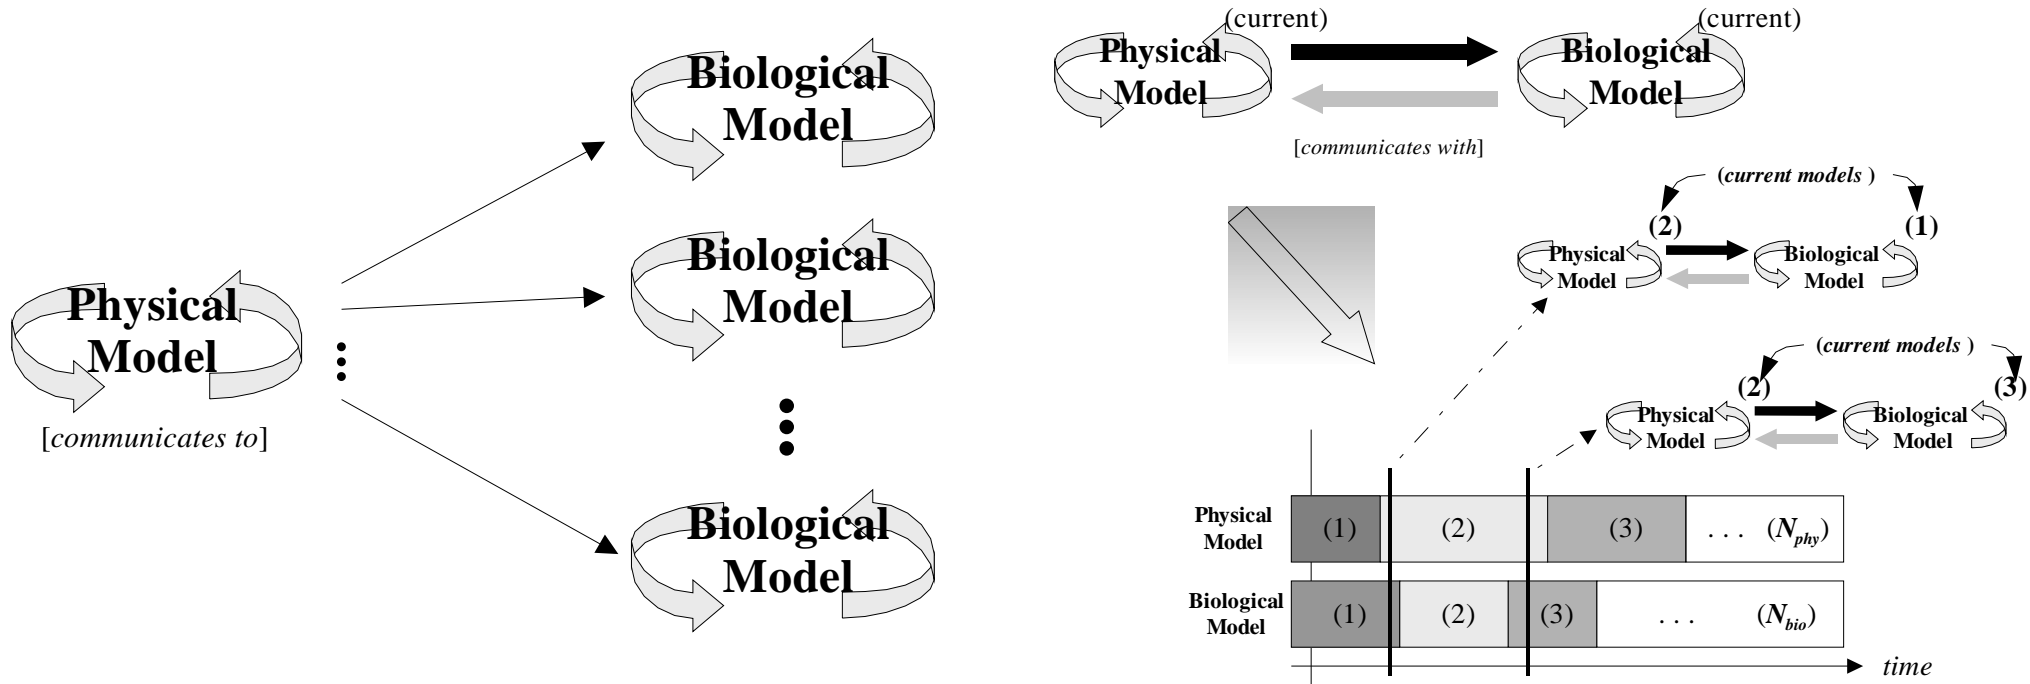 Biological
Model
Biological
Model
Physical
Model
[communicates to]
Biological
Model
(current)
(current)
Physical
Model
Biological
Model
[communicates with]
(current models )
(2)
(1)
Physical
Model
Biological
Model
(current models )
(2)
(3)
Physical
Model
Biological
Model
Physical
Model
(1)
(2)
(3)
. . . (Nphy)
Biological
Model
(1)
(2)
(3)
. . . (Nbio)
time